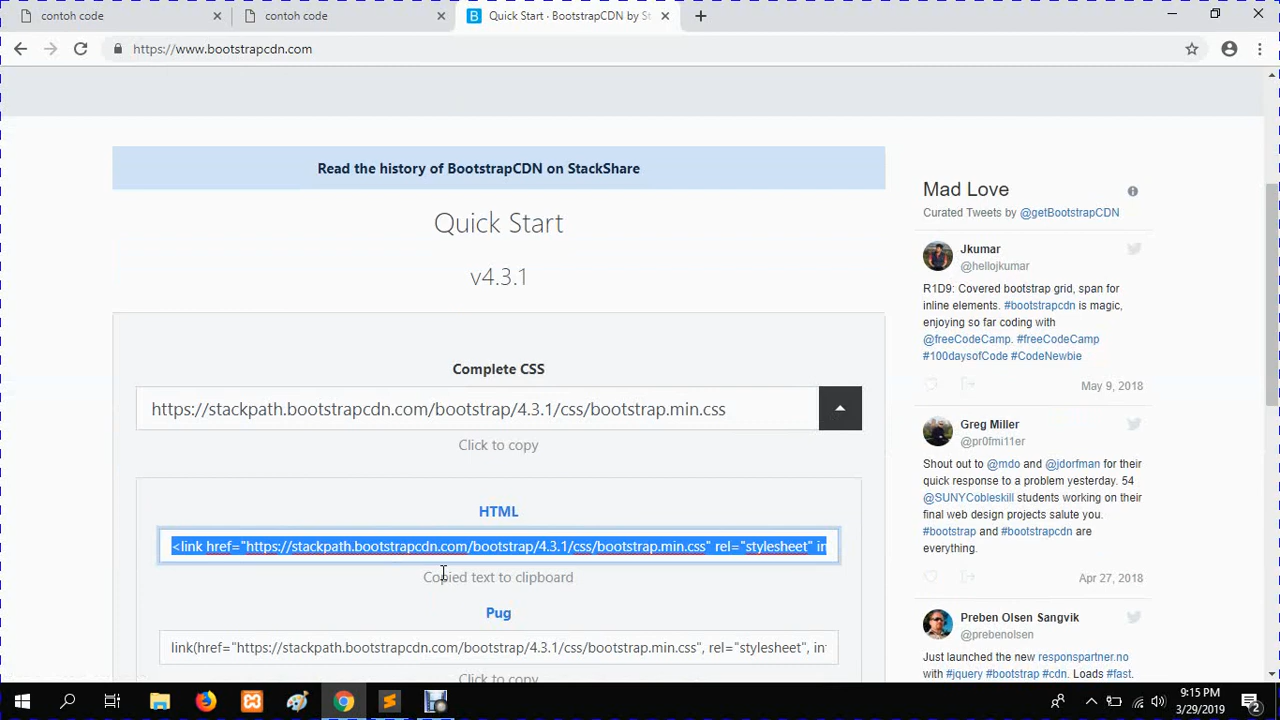 contoh code
contoh code
Quick Start · BootstrapCDN by St
https://www.bootstrapcdn.com
Read the history of BootstrapCDN on StackShare
Quick Start
v4.3.1
Complete CSS
https://stackpath.bootstrapcdn.com/bootstrap/4.3.1/css/bootstrap.min.css
Click to copy
HTML
<link href="https://stackpath.bootstrapcdn.com/bootstrap/4.3.1/css/bootstrap.min.css" rel="stylesheet" in
Copied text to clipboard
Pug
link(href="https://stackpath.bootstrapcdn.com/bootstrap/4.3.1/css/bootstrap.min.css", rel="stylesheet", in
Click to copy
Mad Love
Curated Tweets by @getBootstrapCDN
Jkumar
@hellojkumar
R1D9: Covered bootstrap grid, span for
inline elements. #bootstrapcdn is magic,
enjoying so far coding with
@freeCodeCamp. #freeCodeCamp
#100daysofCode #CodeNewbie
May 9, 2018
Greg Miller
@pr0fmi11er
Shout out to @mdo and @jdorfman for their
quick response to a problem yesterday. 54
@SUNYCobleskill students working on their
final web design projects salute you.
#bootstrap and #bootstrapcdn are
everything.
Apr 27, 2018
Preben Olsen Sangvik
@prebenolsen
Just launched the new responspartner.no
with #jquery #bootstrap #cdn. Loads #fast.
9:15 PM
3/29/2019
2